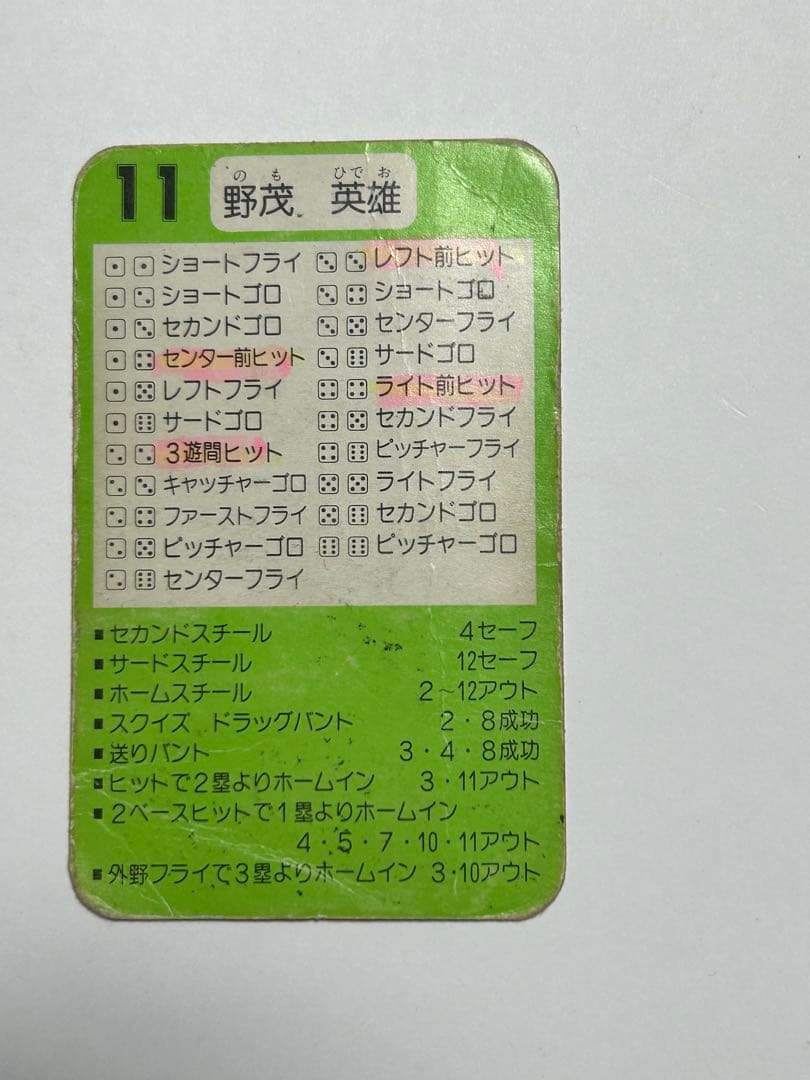 11 野茂 英雄
のも ひでお
⚀⚀ショートフライ
⚀⚁ショートゴロ
⚀⚂セカンドゴロ
⚀⚃センター前ヒット
⚀⚄レフトフライ
⚀⚅サードゴロ
⚁⚁3遊間ヒット
⚁⚂キャッチャーゴロ
⚁⚃ファーストフライ
⚁⚄ピッチャーゴロ
⚁⚅センターフライ
⚂⚂レフト前ヒット
⚂⚃ショートゴロ
⚂⚄センターフライ
⚂⚅サードゴロ
⚃⚃ライト前ヒット
⚃⚄セカンドフライ
⚃⚅ピッチャーフライ
⚄⚄ライトフライ
⚄⚅セカンドゴロ
⚅⚅ピッチャーゴロ
■セカンドスチール 4セーフ
■サードスチール 12セーフ
■ホームスチール 2~12アウト
■スクイズ ドラッグバント 2・8成功
■送りバント 3・4・8成功
■ヒットで2塁よりホームイン 3・11アウト
■2ベースヒットで1塁よりホームイン
4・5・7・10・11アウト
■外野フライで3塁よりホームイン 3・10アウト